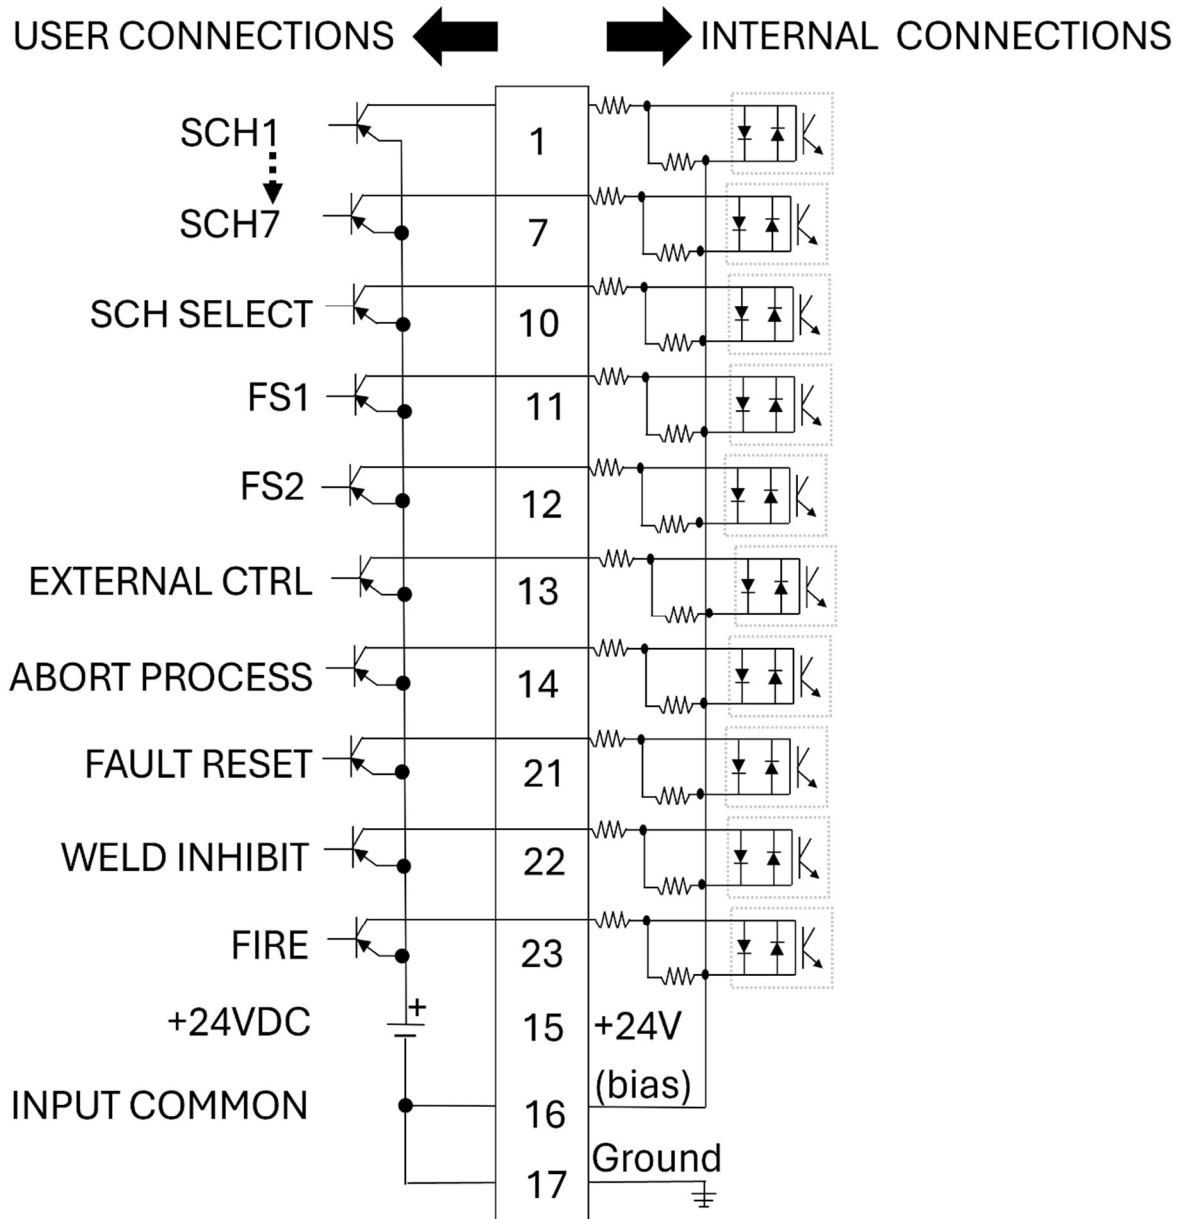 USER CONNECTIONS INTERNAL CONNECTIONS
SCH1 1
SCH7 7
SCH SELECT 10
FS1 11
FS2 12
EXTERNAL CTRL 13
ABORT PROCESS 14
FAULT RESET 21
WELD INHIBIT 22
FIRE 23
+
+24VDC 15 +24V
(bias)
INPUT COMMON 16
Ground
17